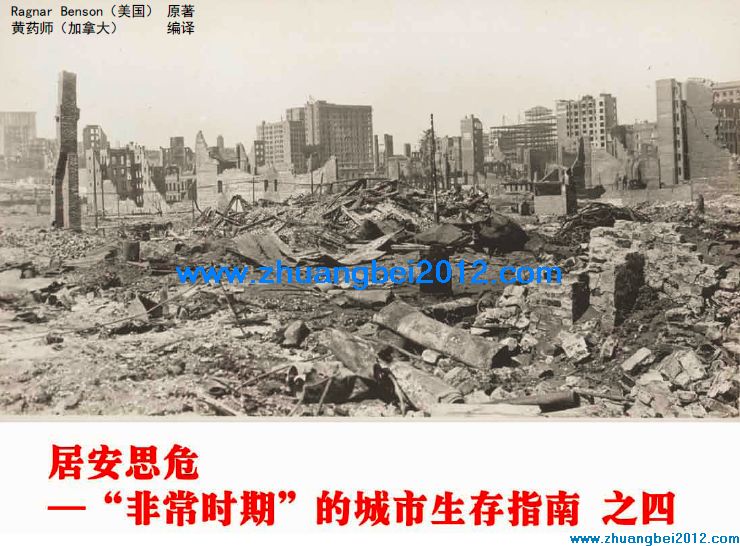 Ragnar Benson（美国） 原著
黄药师（加拿大） 编译
www.zhuangbei2012.com
居安思危
—“非常时期”的城市生存指南 之四
www.zhuangbei2012.com